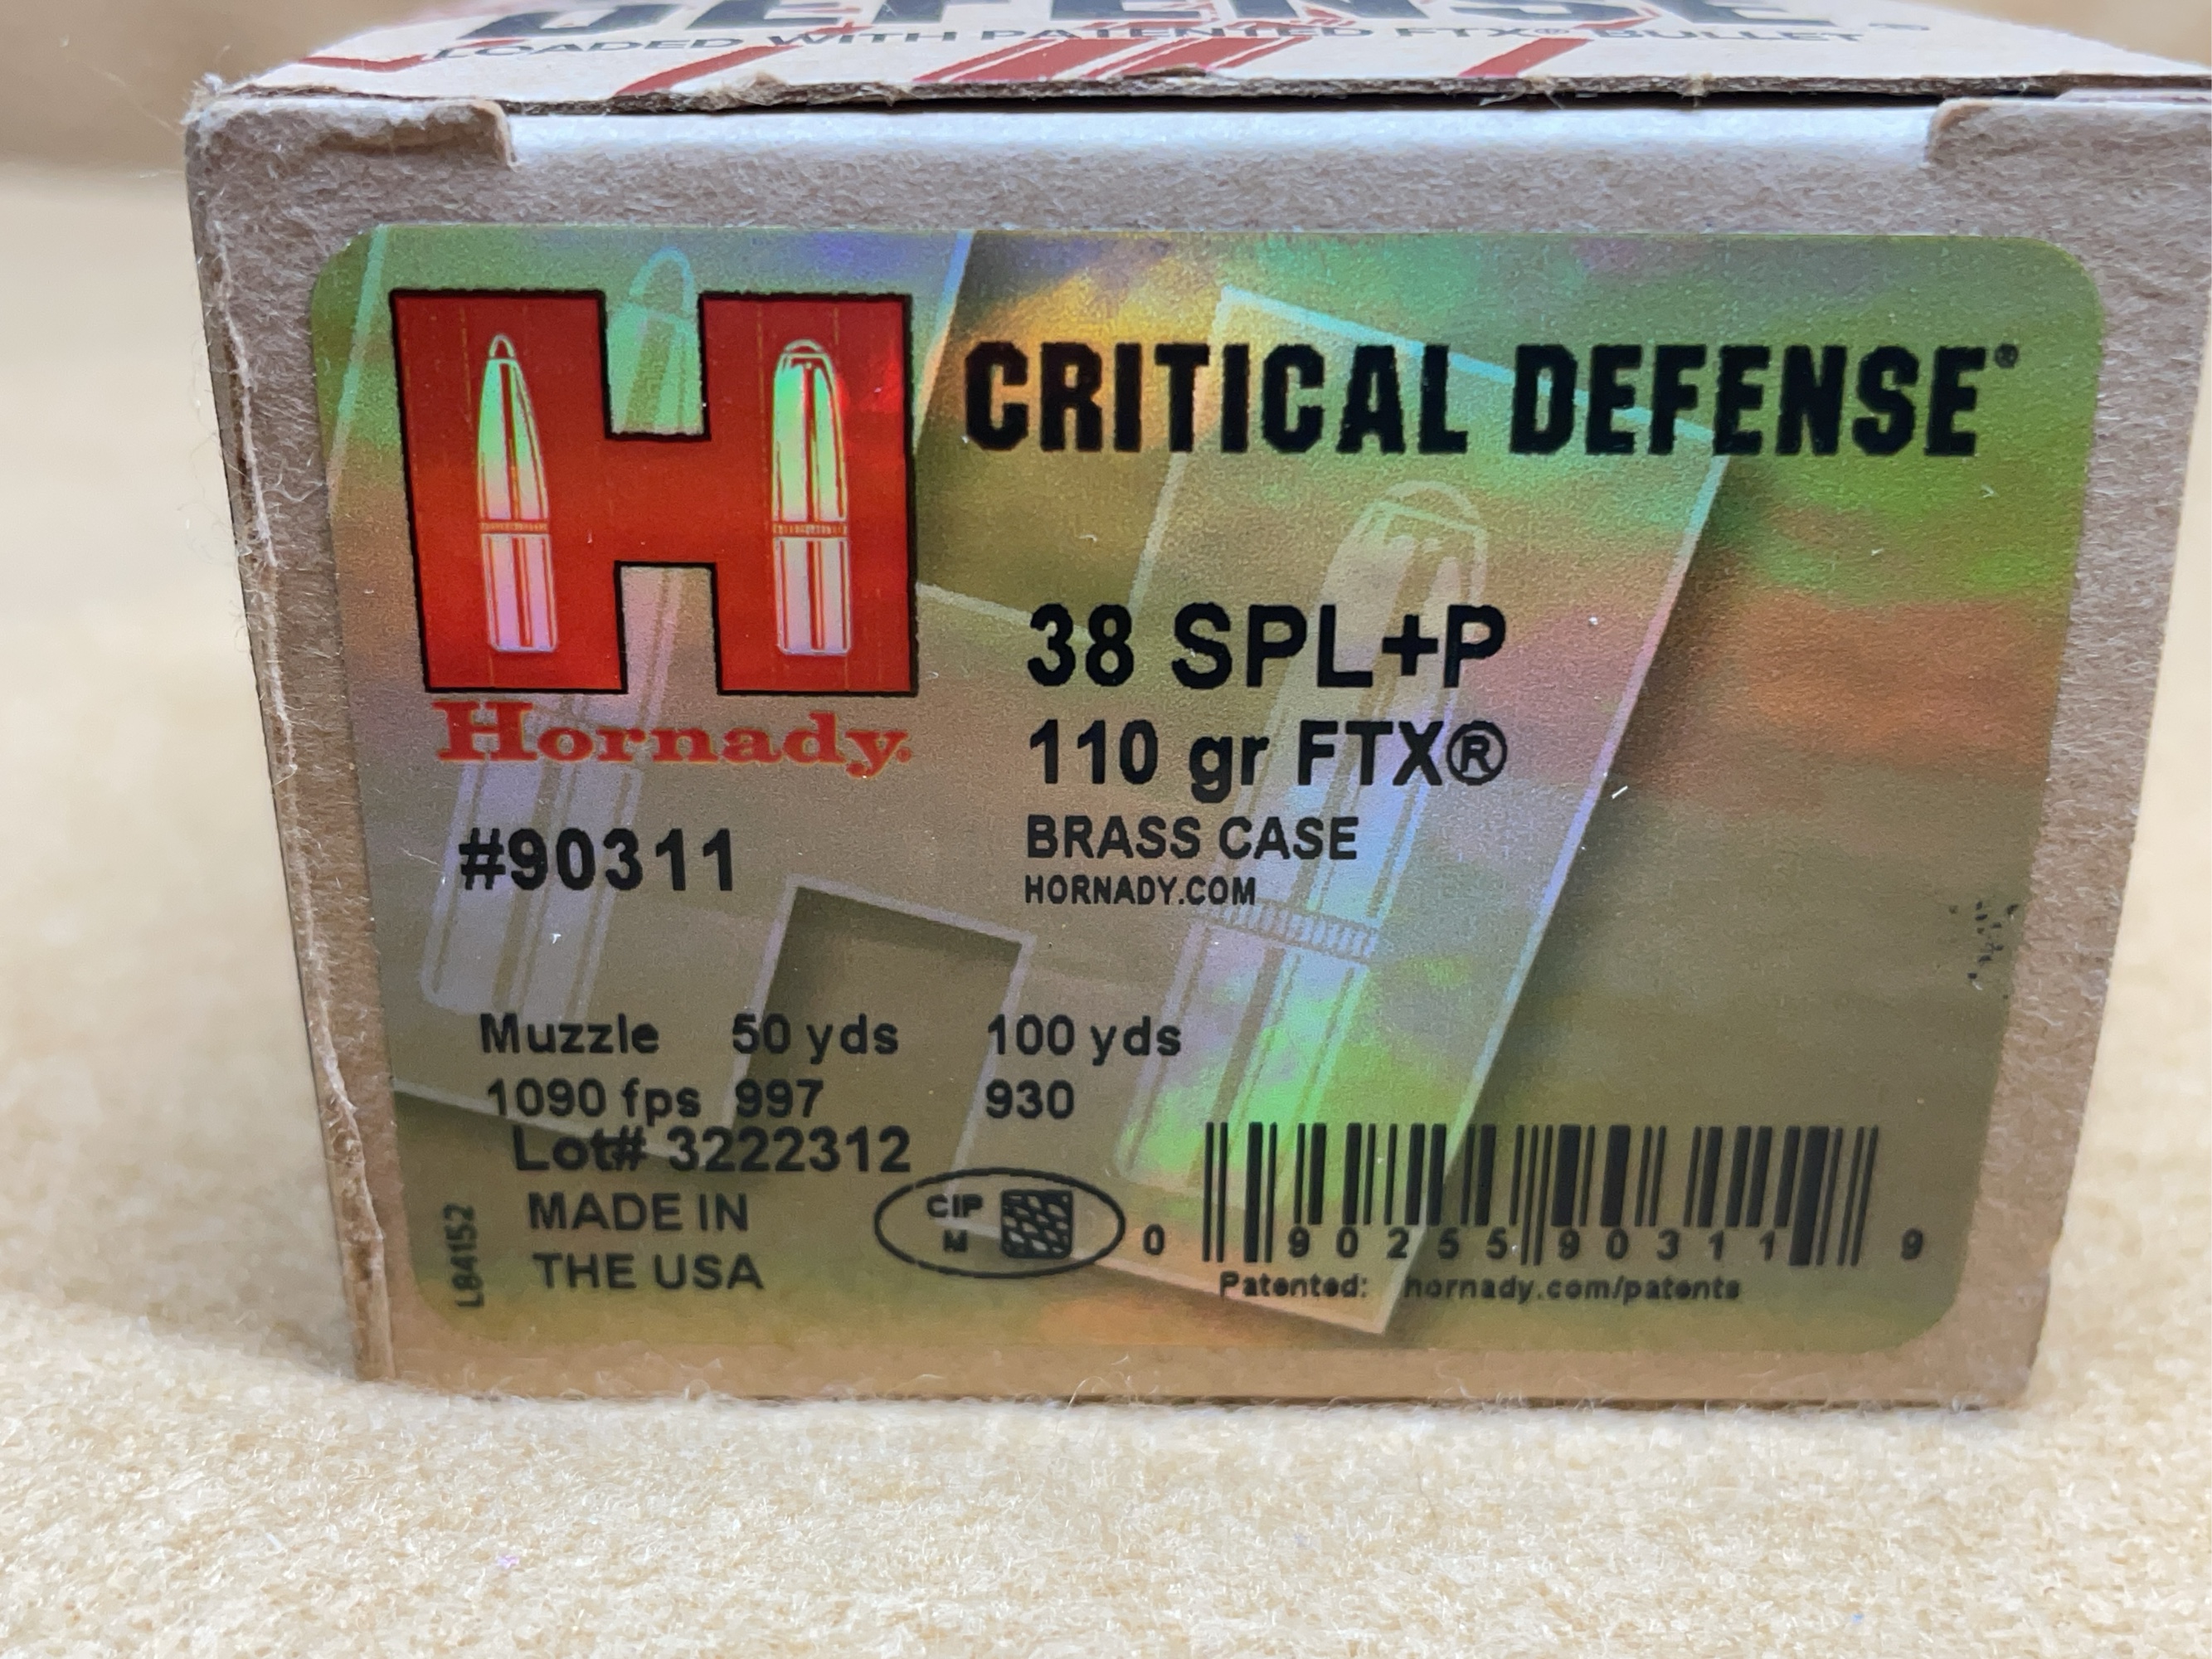 DEFENSE
LOADED WITH PATENTED FTX® BULLET
CRITICAL DEFENSE®
38 SPL+P
110 gr FTX®
Hornady.
BRASS CASE
#90311
HORNADY.COM
Muzzle 50 yds 100 yds
1090 fps 997 930
Lot# 3222312
MADE IN
THE USA
L84152
CIP
M
0 90255 90311 9
Patented: hornady.com/patents